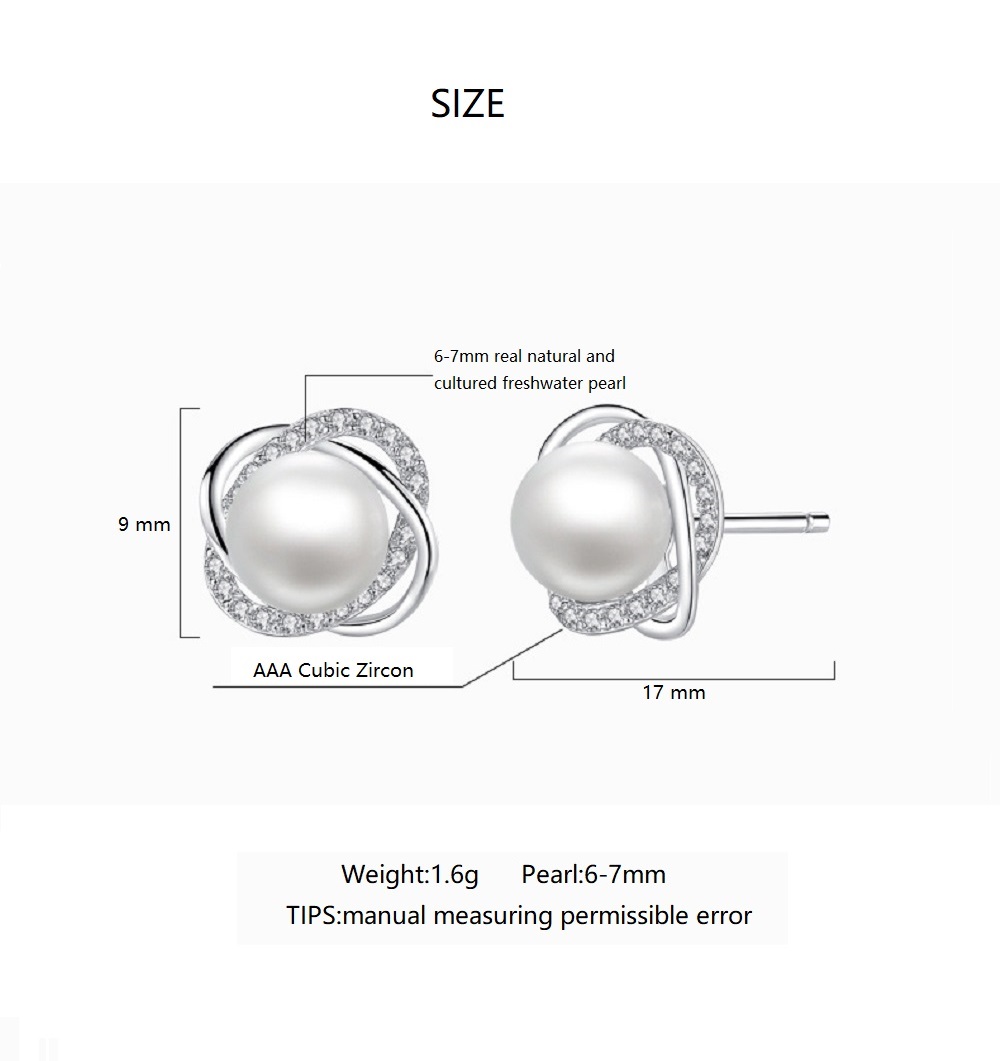 SIZE
6-7mm real natural and
cultured freshwater pearl
9 mm
AAA Cubic Zircon
17 mm
Weight:1.6g Pearl:6-7mm
TIPS:manual measuring permissible error